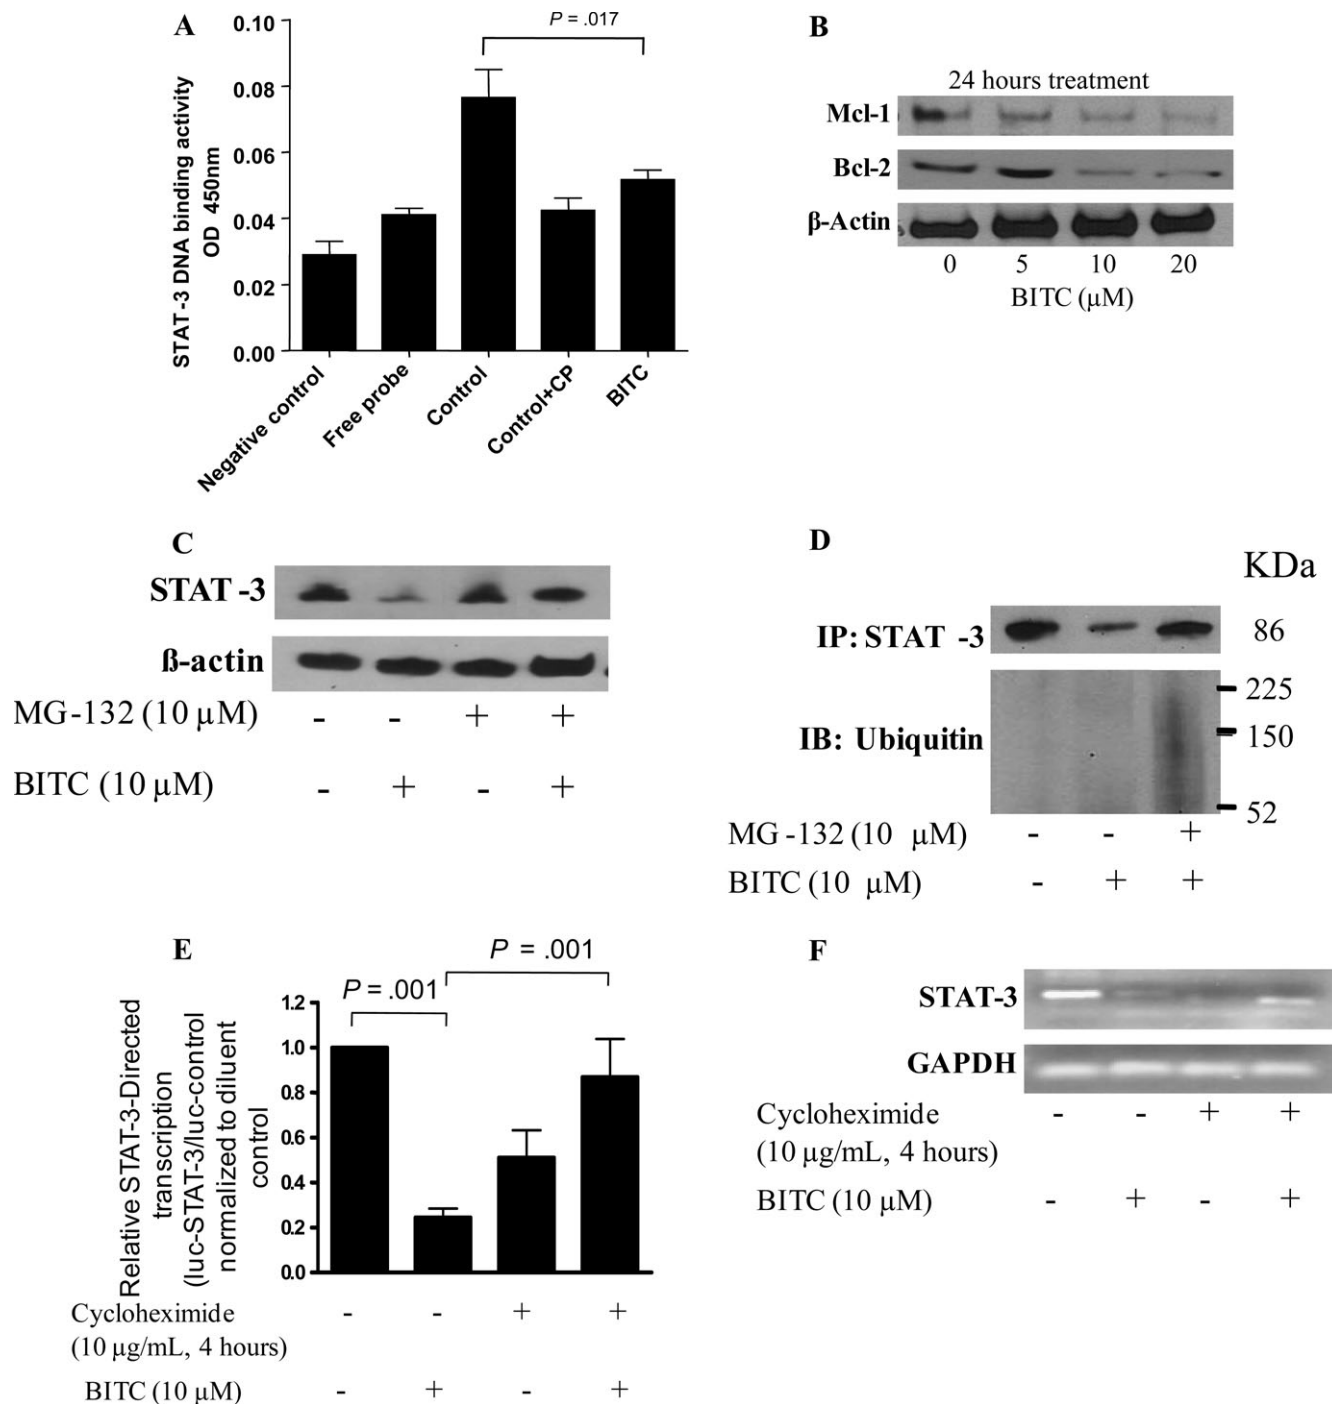 A
P = .017
STAT -3 DNA binding activity
OD 450nm
0.10
0.08
0.06
0.04
0.02
0.00
Negative control
Free probe
Control
Control+CP
BITC
B
24 hours treatment
Mcl-1
Bcl-2
β-Actin
0 5 10 20
BITC (µM)
C
STAT -3
ß-actin
MG-132 (10 µM) - - + +
BITC (10 µM) - + - +
D
KDa
IP: STAT -3
86
IB: Ubiquitin
225
150
52
MG -132 (10 µM) - - +
BITC (10 µM) - + +
E
P = .001
P = .001
Relative STAT-3-Directed
transcription
(luc-STAT-3/luc-control
normalized to diluent
control
1.2
1.0
0.8
0.6
0.4
0.2
0.0
Cycloheximide - - + +
(10 µg/mL, 4 hours)
BITC (10 µM) - + - +
F
STAT-3
GAPDH
Cycloheximide - - + +
(10 µg/mL, 4 hours)
BITC (10 µM) - + - +